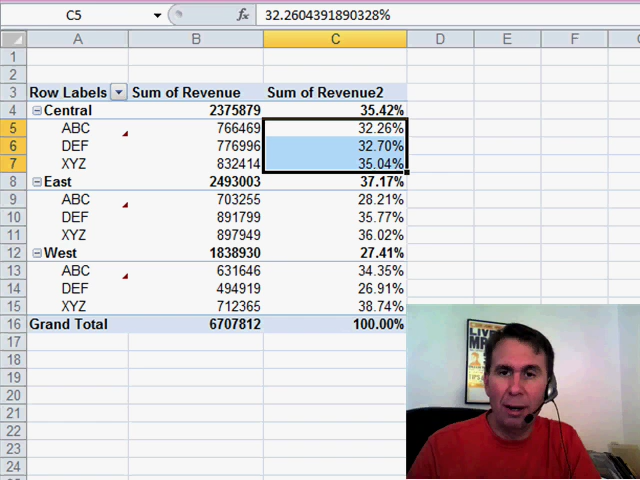 C5 fx 32.2604391890328%
A B C D E F
1
2
3 Row Labels Sum of Revenue Sum of Revenue2
4 Central 2375879 35.42%
5 ABC 766469 32.26%
6 DEF 776996 32.70%
7 XYZ 832414 35.04%
8 East 2493003 37.17%
9 ABC 703255 28.21%
10 DEF 891799 35.77%
11 XYZ 897949 36.02%
12 West 1838930 27.41%
13 ABC 631646 34.35%
14 DEF 494919 26.91%
15 XYZ 712365 38.74%
16 Grand Total 6707812 100.00%
17
18
19
20
21
22
23
24
LIVE